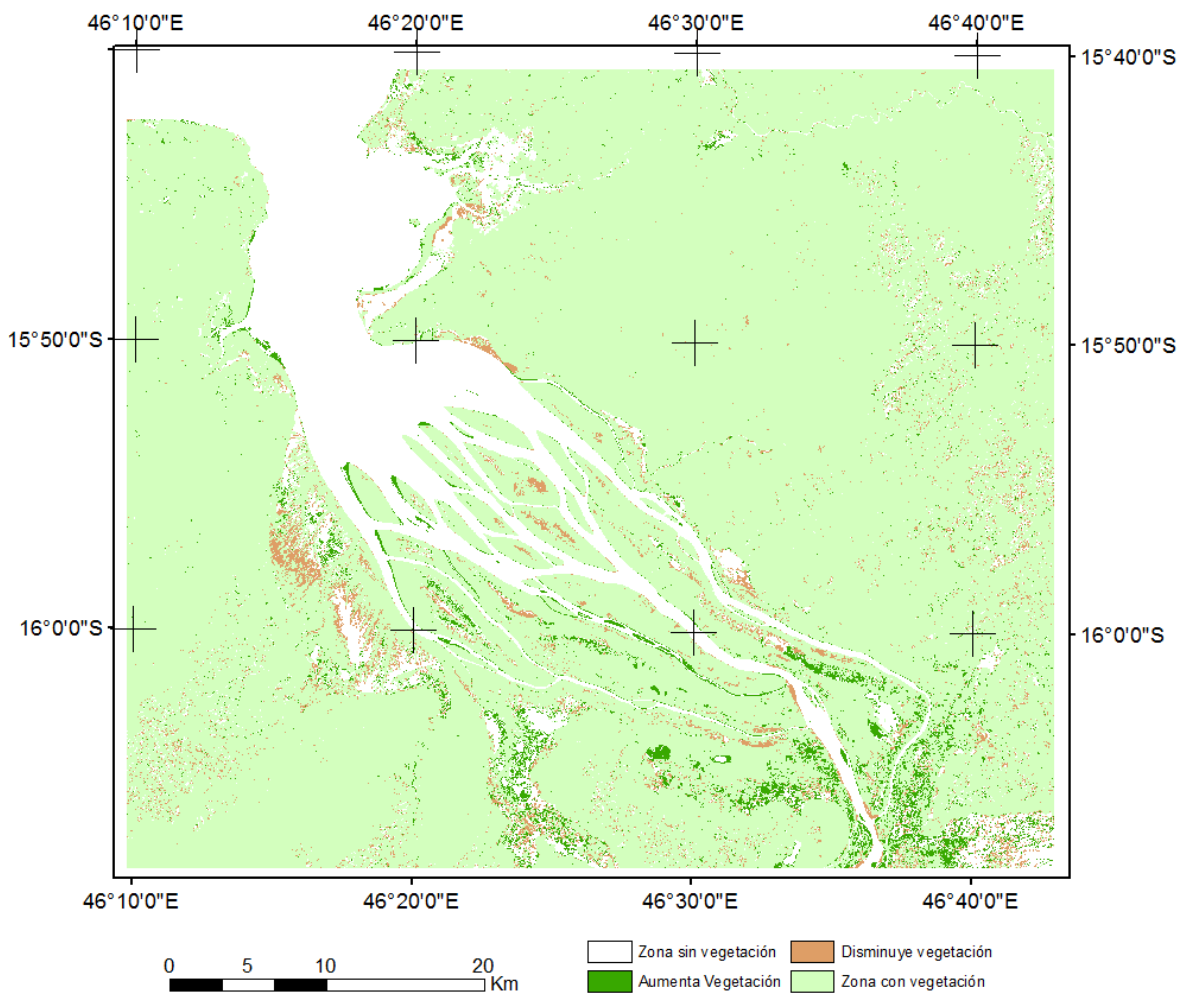 46°10'0"E 46°20'0"E 46°30'0"E 46°40'0"E
15°40'0"S
15°50'0"S 15°50'0"S
16°0'0"S 16°0'0"S
46°10'0"E 46°20'0"E 46°30'0"E 46°40'0"E
0 5 10 20
Km
Zona sin vegetación Disminuye vegetación
Aumenta Vegetación Zona con vegetación